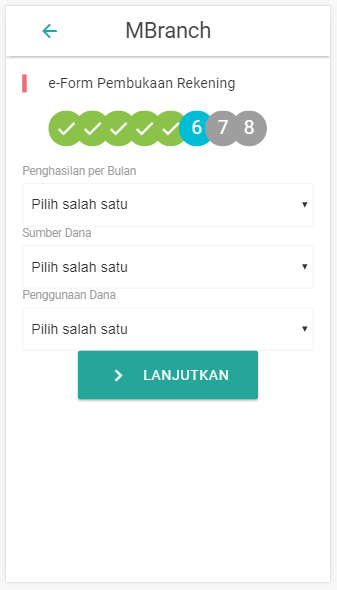 MBranch
e-Form Pembukaan Rekening
6 7 8
Penghasilan per Bulan
Pilih salah satu
Sumber Dana
Pilih salah satu
Penggunaan Dana
Pilih salah satu
LANJUTKAN